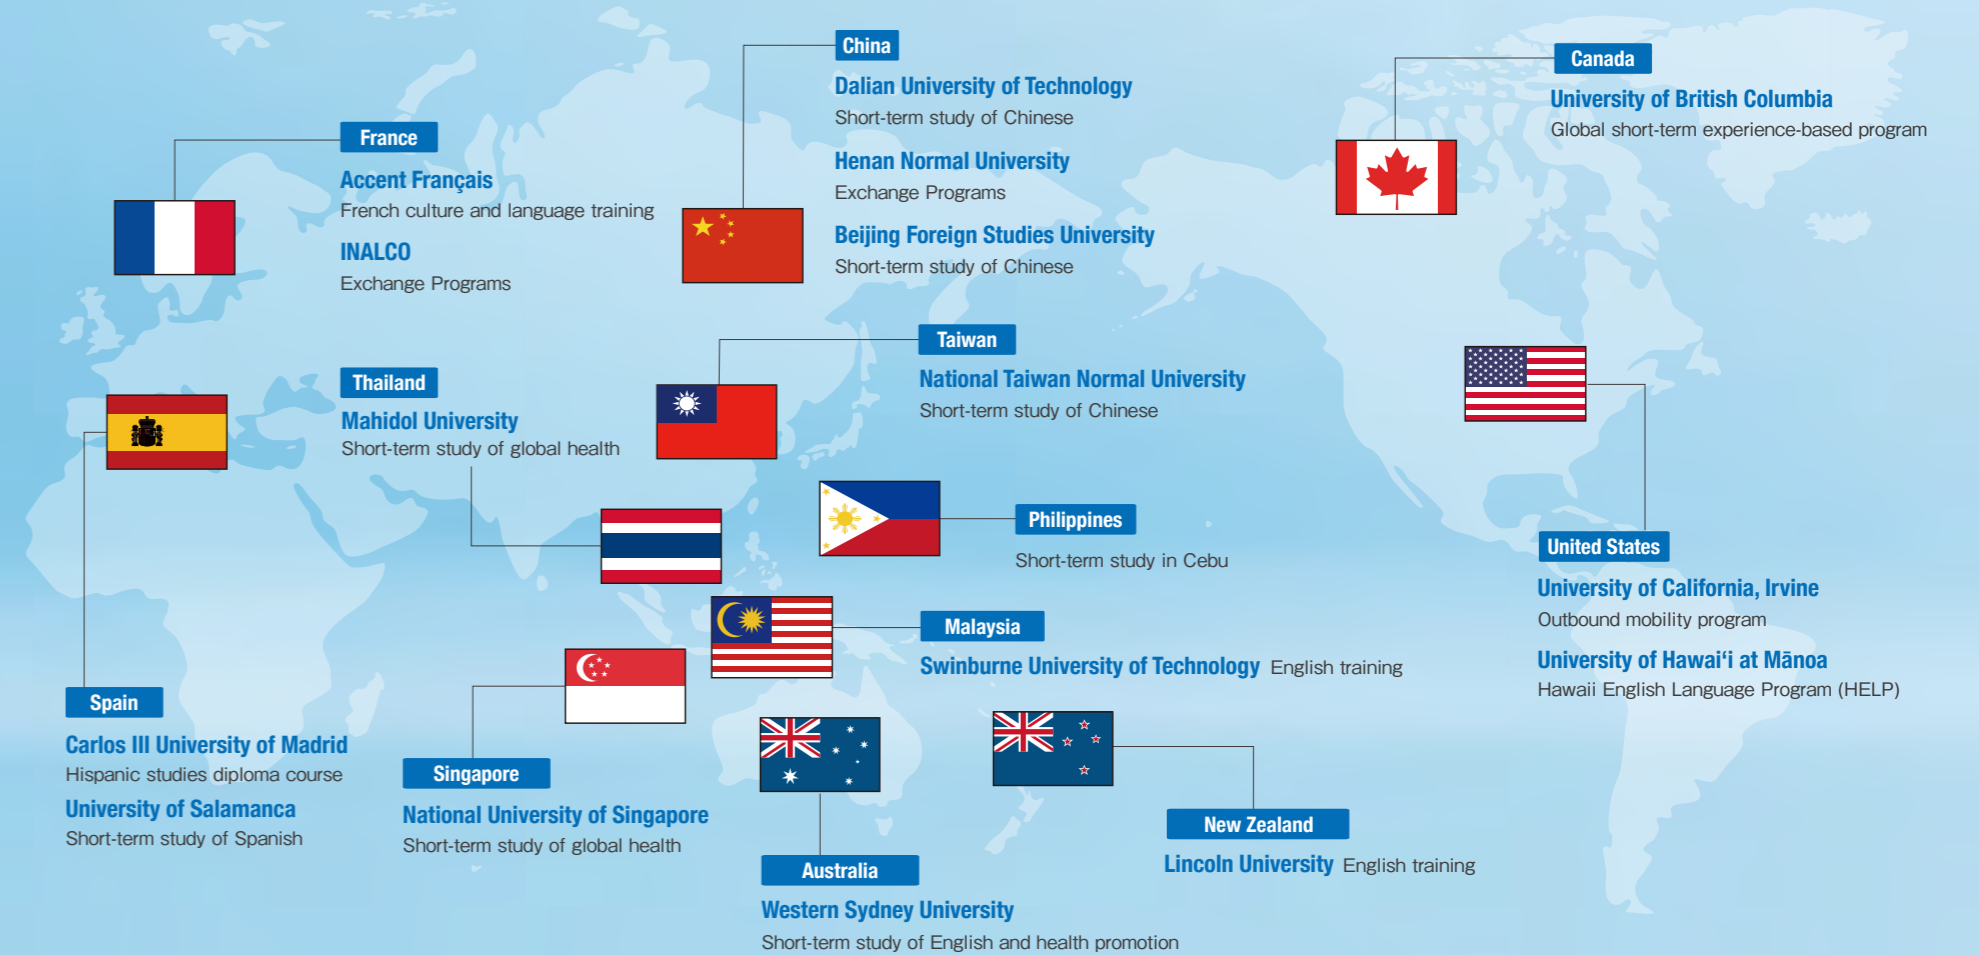 China
Dalian University of Technology
Short-term study of Chinese
Henan Normal University
Exchange Programs
Beijing Foreign Studies University
Short-term study of Chinese
Canada
University of British Columbia
Global short-term experience-based program
France
Accent Français
French culture and language training
INALCO
Exchange Programs
Taiwan
National Taiwan Normal University
Short-term study of Chinese
Thailand
Mahidol University
Short-term study of global health
Philippines
Short-term study in Cebu
United States
University of California, Irvine
Outbound mobility program
University of Hawaiʻi at Mānoa
Hawaii English Language Program (HELP)
Malaysia
Swinburne University of Technology English training
Spain
Carlos III University of Madrid
Hispanic studies diploma course
University of Salamanca
Short-term study of Spanish
Singapore
National University of Singapore
Short-term study of global health
New Zealand
Lincoln University English training
Australia
Western Sydney University
Short-term study of English and health promotion